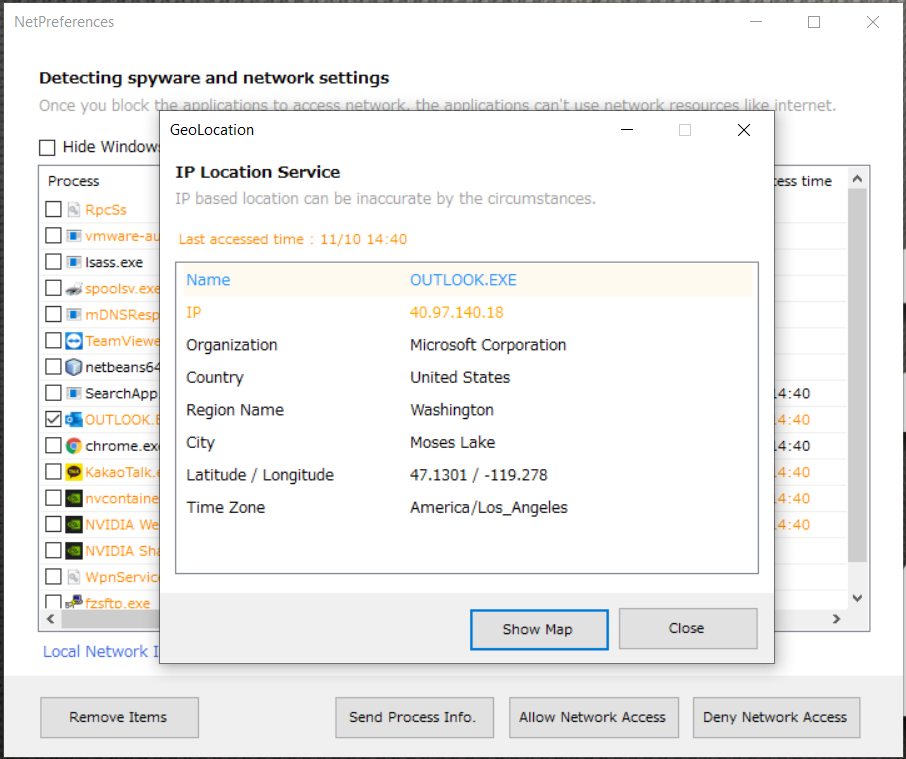 NetPreferences
Detecting spyware and network settings
Once you block the applications to access network, the applications can't use network resources like internet.
Hide Window
Process
cess time
RpcSs
vmware-au
lsass.exe
spoolsv.exe
mDNSResp
TeamViewe
netbeans64
SearchApp
14:40
OUTLOOK.E
14:40
chrome.exe
14:40
KakaoTalk.e
14:40
nvcontaine
14:40
NVIDIA We
14:40
NVIDIA Sha
WpnService
fzsftp.exe
Local Network I
GeoLocation
IP Location Service
IP based location can be inaccurate by the circumstances.
Last accessed time : 11/10 14:40
Name OUTLOOK.EXE
IP 40.97.140.18
Organization Microsoft Corporation
Country United States
Region Name Washington
City Moses Lake
Latitude / Longitude 47.1301 / -119.278
Time Zone America/Los_Angeles
Show Map Close
Remove Items Send Process Info. Allow Network Access Deny Network Access